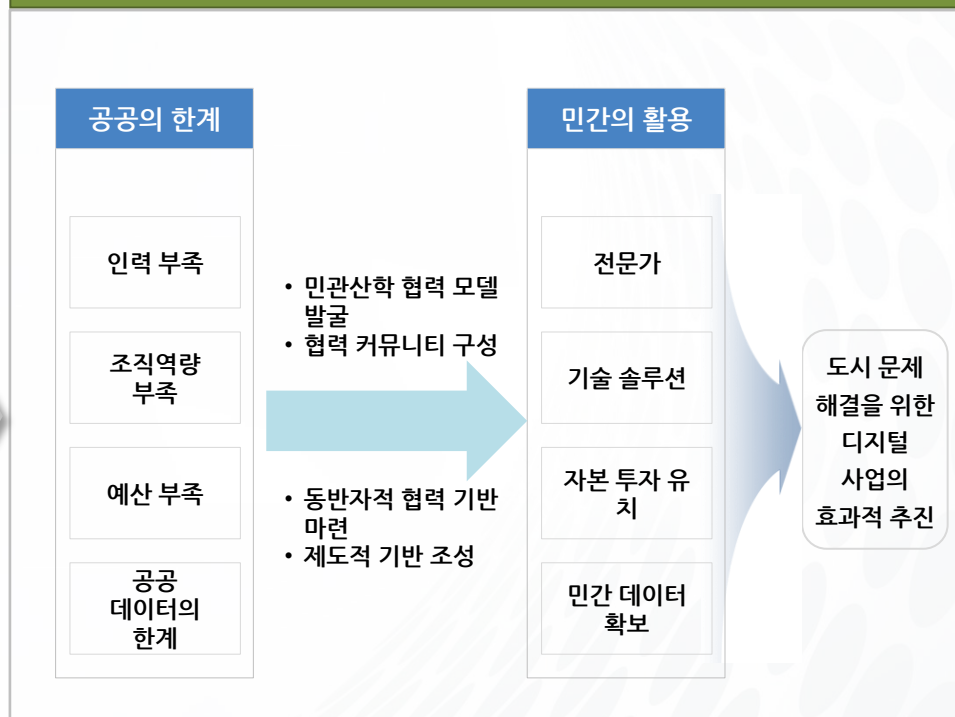 공공의 한계
인력 부족
조직역량
부족
예산 부족
공공
데이터의
한계
• 민관산학 협력 모델
발굴
• 협력 커뮤니티 구성
• 동반자적 협력 기반
마련
• 제도적 기반 조성
민간의 활용
전문가
기술 솔루션
자본 투자 유
치
민간 데이터
확보
도시 문제
해결을 위한
디지털
사업의
효과적 추진